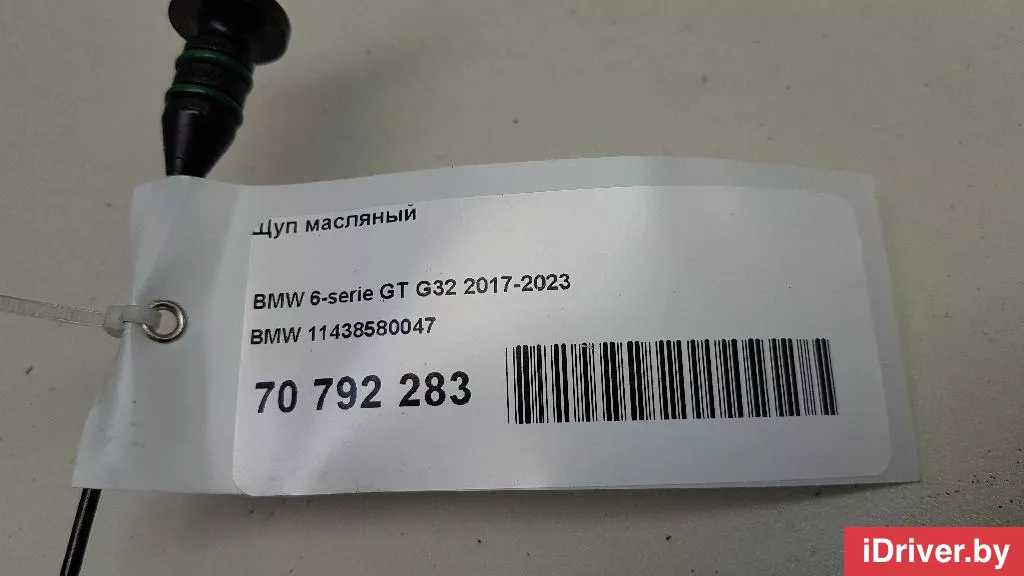 Щуп масляный
BMW 6-serie GT G32 2017-2023
BMW 11438580047
70 792 283
iDriver.by